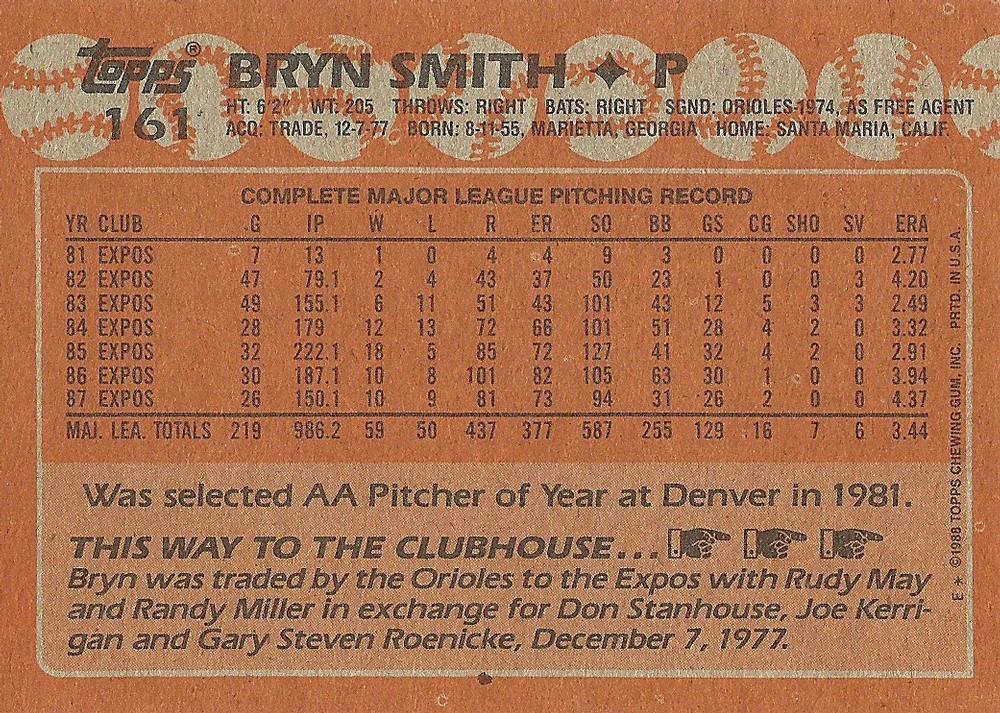 topps® BRYN SMITH ✦ P
161 HT: 6'2" WT: 205 THROWS: RIGHT BATS: RIGHT SGND: ORIOLES-1974, AS FREE AGENT
ACQ: TRADE, 12-7-77 BORN: 8-11-55, MARIETTA, GEORGIA HOME: SANTA MARIA, CALIF.
COMPLETE MAJOR LEAGUE PITCHING RECORD
YR CLUB G IP W L R ER SO BB GS CG SHO SV ERA
81 EXPOS 7 13 1 0 4 4 9 3 0 0 0 0 2.77
82 EXPOS 47 79.1 2 4 43 37 50 23 1 0 0 3 4.20
83 EXPOS 49 155.1 6 11 51 43 101 43 12 5 3 3 2.49
84 EXPOS 28 179 12 13 72 66 101 51 28 4 2 0 3.32
85 EXPOS 32 222.1 18 5 85 72 127 41 32 4 2 0 2.91
86 EXPOS 30 187.1 10 8 101 82 105 63 30 1 0 0 3.94
87 EXPOS 26 150.1 10 9 81 73 94 31 26 2 0 0 4.37
MAJ. LEA. TOTALS 219 986.2 59 50 437 377 587 255 129 16 7 6 3.44
Was selected AA Pitcher of Year at Denver in 1981.
THIS WAY TO THE CLUBHOUSE...
Bryn was traded by the Orioles to the Expos with Rudy May
and Randy Miller in exchange for Don Stanhouse, Joe Kerri-
gan and Gary Steven Roenicke, December 7, 1977.
E * ©1988 TOPPS CHEWING GUM, INC. PRTD. IN U.S.A.